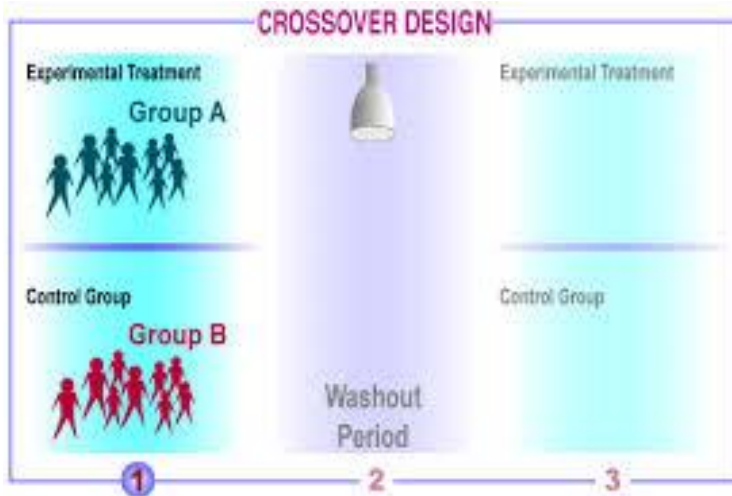 CROSSOVER DESIGN
Experimental Treatment
Group A
Control Group
Group B
Washout
Period
Experimental Treatment
Control Group
1
2
3